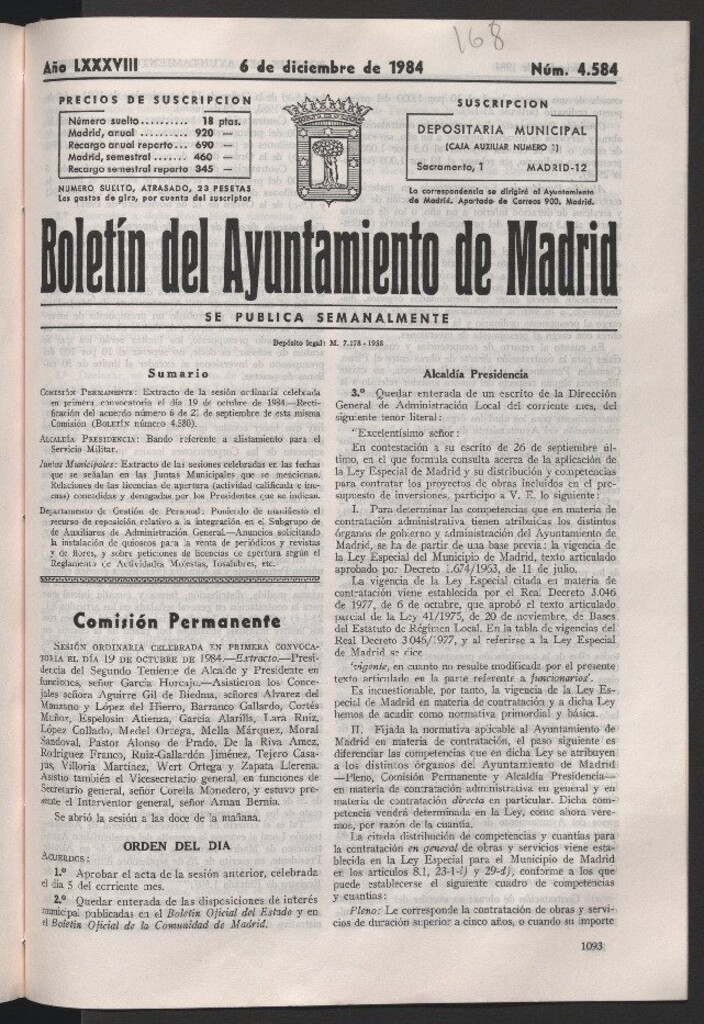 168
Año LXXXVIII 6 de diciembre de 1984 Núm. 4.584
PRECIOS DE SUSCRIPCION
Número suelto.......... 18 ptas.
Madrid, anual .......... 920 —
Recargo anual reporto... 690 —
Madrid, semestral ....... 460 —
Recargo semestral reparto 345 —
NUMERO SUELTO, ATRASADO, 23 PESETAS
Los gastos de giro, por cuenta del suscriptor
SUSCRIPCION
DEPOSITARIA MUNICIPAL
(CAJA AUXILIAR NUMERO 1)
Sacramento, 1 MADRID-12
La correspondencia se dirigirá al Ayuntamiento
de Madrid. Apartado de Correos 900. Madrid.
Boletín del Ayuntamiento de Madrid
SE PUBLICA SEMANALMENTE
Depósito legal: M. 7.178 - 1958
Sumario
COMISIÓN PERMANENTE: Extracto de la sesión ordinaria celebrada
en primera convocatoria el día 19 de octubre de 1984.—Recti-
ficación del acuerdo número 6 de 21 de septiembre de esta misma
Comisión (BOLETÍN número 4.580).
ALCALDÍA PRESIDENCIA: Bando referente a alistamiento para el
Servicio Militar.
Juntas Municipales: Extracto de las sesiones celebradas en las fechas
que se señalan en las Juntas Municipales que se mencionan.
Relaciones de las licencias de apertura (actividad calificada e ino-
cuas) concedidas y denegadas por los Presidentes que se indican.
Departamento de Gestión de Personal: Poniendo de manifiesto el
recurso de reposición relativo a la integración en el Subgrupo de
de Auxiliares de Administración General.—Anuncios solicitando
la instalación de quioscos para la venta de periódicos y revistas
y de flores, y sobre peticiones de licencias de apertura según el
Reglamento de Actividades Molestas, Insalubres, etc.
Comisión Permanente
SESIÓN ORDINARIA CELEBRADA EN PRIMERA CONVOCA-
TORIA EL DÍA 19 DE OCTUBRE DE 1984.—Extracto.—Presi-
dencia del Segundo Teniente de Alcalde y Presidente en
funciones, señor García Horcajo.—Asistieron los Conce-
jales señora Aguirre Gil de Biedma, señores Alvarez del
Manzano y López del Hierro, Barranco Gallardo, Cortés
Muñoz, Espelosín Atienza, García Alarilla, Lara Ruiz,
López Collado, Medel Ortega, Mella Márquez, Moral
Sandoval, Pastor Alonso de Prado, De la Riva Amez,
Rodríguez Franco, Ruiz-Gallardón Jiménez, Tejero Casa-
jús, Villoria Martínez, Wert Ortega y Zapata Llerena.
Asistió también el Vicesecretario general, en funciones de
Secretario general, señor Corella Monedero, y estuvo pre-
sente el Interventor general, señor Arnau Bernia.
Se abrió la sesión a las doce de la mañana.
ORDEN DEL DIA
ACUERDOS:
1.º Aprobar el acta de la sesión anterior, celebrada
el día 5 del corriente mes.
2.º Quedar enterada de las disposiciones de interés
municipal publicadas en el Boletín Oficial del Estado y en
el Boletín Oficial de la Comunidad de Madrid.
Alcaldía Presidencia
3.º Quedar enterada de un escrito de la Dirección
General de Administración Local del corriente mes, del
siguiente tenor literal:
"Excelentísimo señor:
En contestación a su escrito de 26 de septiembre úl-
timo, en el que formula consulta acerca de la aplicación de
la Ley Especial de Madrid y su distribución y competencias
para contratar los proyectos de obras incluidos en el pre-
supuesto de inversiones, participo a V. E. lo siguiente:
I. Para determinar las competencias que en materia de
contratación administrativa tienen atribuidas los distintos
órganos de gobierno y administración del Ayuntamiento de
Madrid, se ha de partir de una base previa: la vigencia de
la Ley Especial del Municipio de Madrid, texto articulado
aprobado por Decreto 1.674/1963, de 11 de julio.
La vigencia de la Ley Especial citada en materia de
contratación viene establecida por el Real Decreto 3.046
de 1977, de 6 de octubre, que aprobó el texto articulado
parcial de la Ley 41/1975, de 20 de noviembre, de Bases
del Estatuto de Régimen Local. En la tabla de vigencias del
Real Decreto 3.046/1977, y al referirse a la Ley Especial
de Madrid se dice
'vigente, en cuanto no resulte modificada por el presente
texto articulado en la parte referente a funcionarios'.
Es incuestionable, por tanto, la vigencia de la Ley Es-
pecial de Madrid en materia de contratación y a dicha Ley
hemos de acudir como normativa primordial y básica.
II. Fijada la normativa aplicable al Ayuntamiento de
Madrid en materia de contratación, el paso siguiente es
diferenciar las competencias que en dicha Ley se atribuyen
a los distintos órganos del Ayuntamiento de Madrid
—Pleno, Comisión Permanente y Alcaldía Presidencia—
en materia de contratación administrativa en general y en
materia de contratación directa en particular. Dicha com-
petencia vendrá determinada en la Ley, como ahora vere-
mos, por razón de la cuantía.
La citada distribución de competencias y cuantías para
la contratación en general de obras y servicios viene esta-
blecida en la Ley Especial para el Municipio de Madrid
en los artículos 8.1, 23-1-i) y 29-d), conforme a los que
puede establecerse el siguiente cuadro de competencias
y cuantías:
Pleno: Le corresponde la contratación de obras y servi-
cios de duración superior a cinco años, o cuando su importe
1093